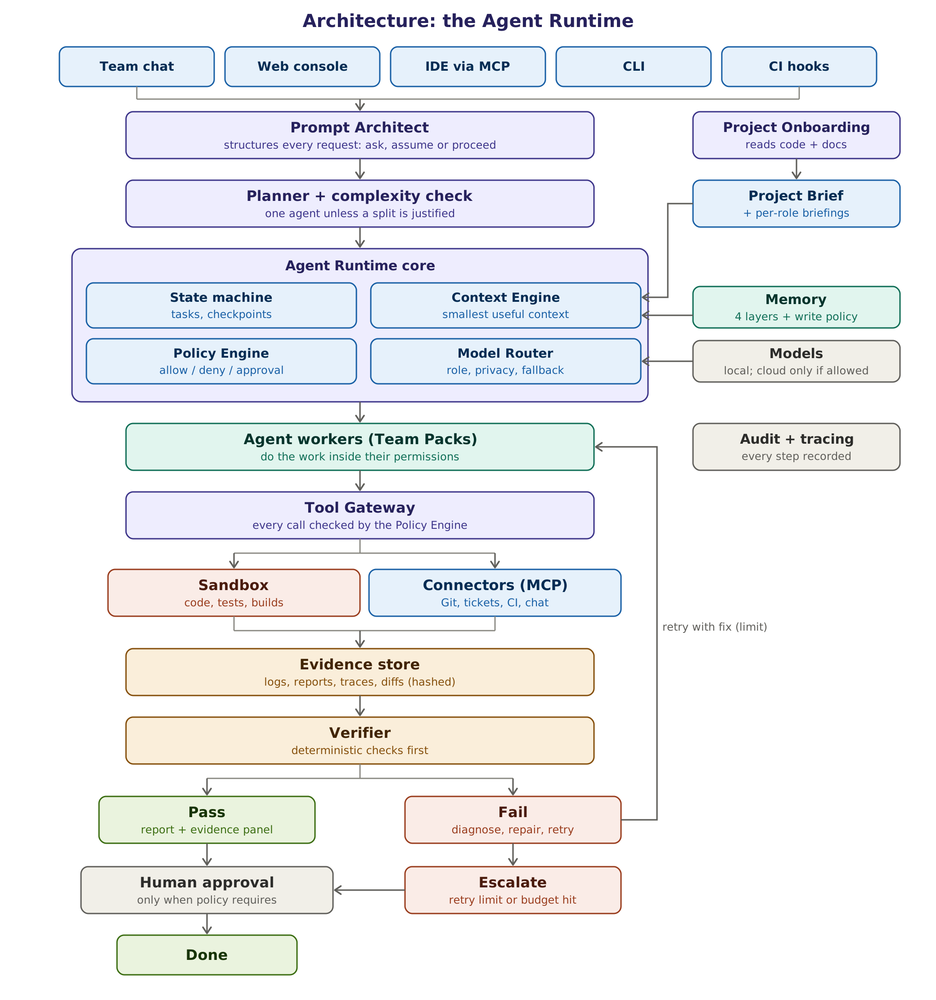 Architecture: the Agent Runtime
Team chat
Web console
IDE via MCP
CLI
CI hooks
Prompt Architect
structures every request: ask, assume or proceed
Project Onboarding
reads code + docs
Planner + complexity check
one agent unless a split is justified
Project Brief
+ per-role briefings
Agent Runtime core
State machine
tasks, checkpoints
Context Engine
smallest useful context
Memory
4 layers + write policy
Policy Engine
allow / deny / approval
Model Router
role, privacy, fallback
Models
local; cloud only if allowed
Agent workers (Team Packs)
do the work inside their permissions
Audit + tracing
every step recorded
Tool Gateway
every call checked by the Policy Engine
Sandbox
code, tests, builds
Connectors (MCP)
Git, tickets, CI, chat
retry with fix (limit)
Evidence store
logs, reports, traces, diffs (hashed)
Verifier
deterministic checks first
Pass
report + evidence panel
Fail
diagnose, repair, retry
Human approval
only when policy requires
Escalate
retry limit or budget hit
Done